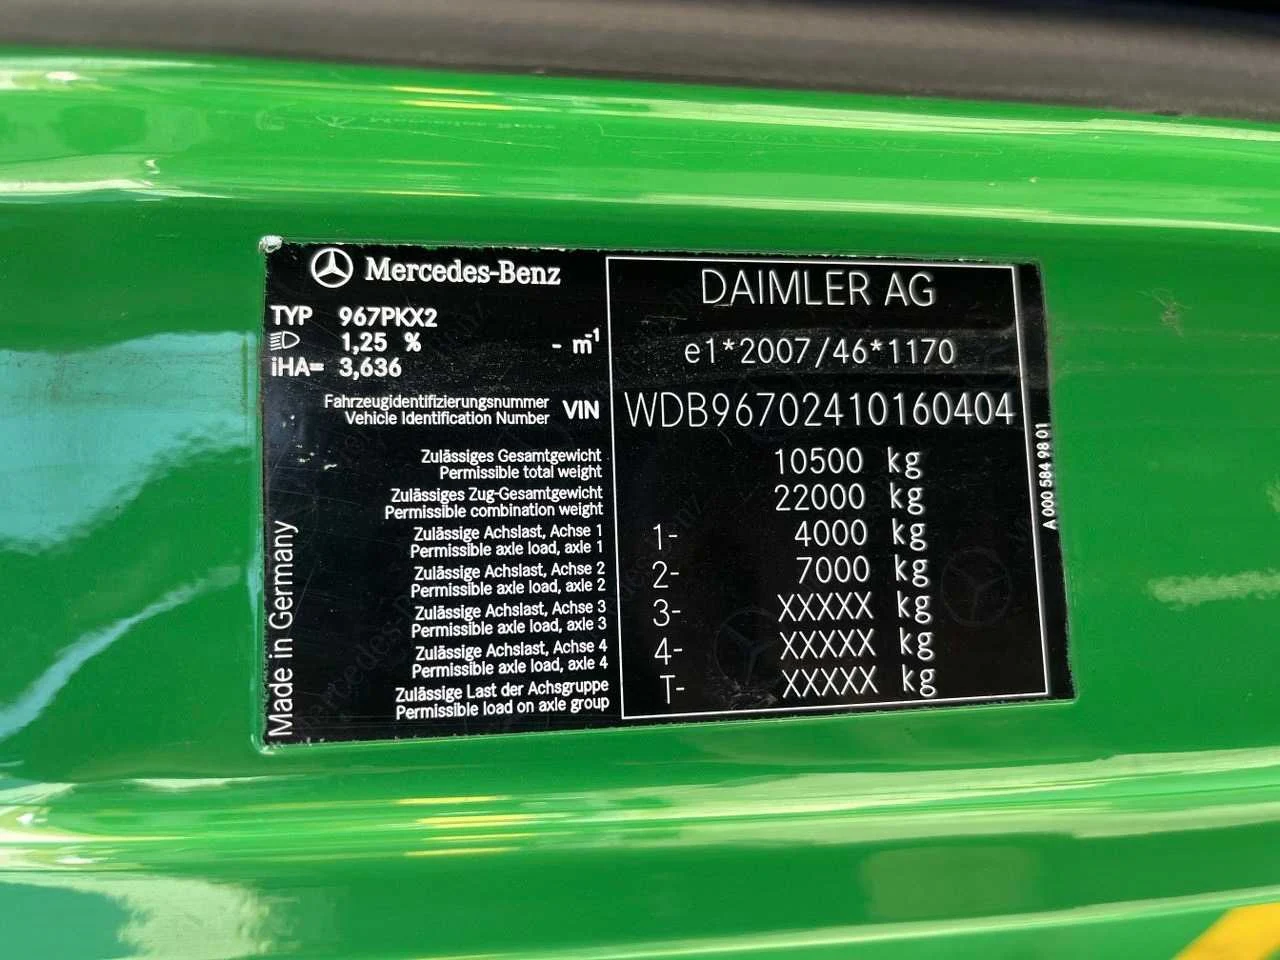 Mercedes-Benz
DAIMLER AG
TYP 967PKX2
1,25 % - m-1
iHA= 3,636
e1*2007/46*1170
Fahrzeugidentifizierungsnummer
Vehicle Identification Number
VIN
WDB96702410160404
Zulässiges Gesamtgewicht
Permissible total weight
10500 kg
Zulässiges Zug-Gesamtgewicht
Permissible combination weight
22000 kg
Zulässige Achslast, Achse 1
Permissible axle load, axle 1
1- 4000 kg
Zulässige Achslast, Achse 2
Permissible axle load, axle 2
2- 7000 kg
Zulässige Achslast, Achse 3
Permissible axle load, axle 3
3- XXXXX kg
Zulässige Achslast, Achse 4
Permissible axle load, axle 4
4- XXXXX kg
Zulässige Last der Achsgruppe
Permissible load on axle group
T- XXXXX kg
Made in Germany
A 000 584 98 01